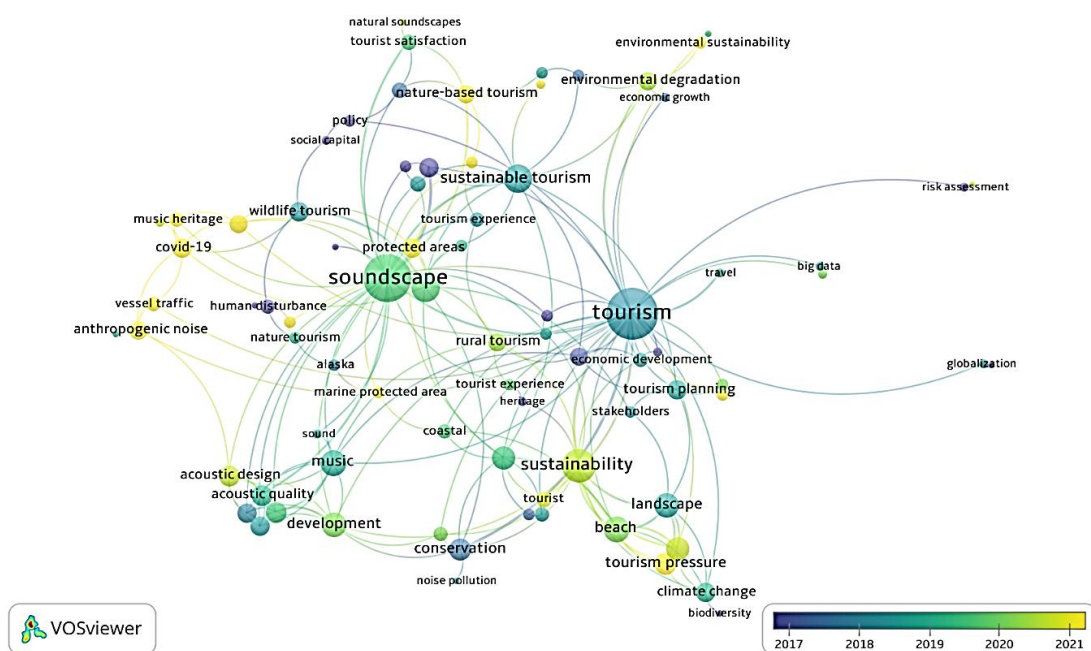 natural soundscapes
tourist satisfaction
environmental sustainability
nature-based tourism
environmental degradation
economic growth
policy
social capital
sustainable tourism
risk assessment
music heritage
wildlife tourism
tourism experience
covid-19
protected areas
soundscape
travel
big data
vessel traffic
human disturbance
tourism
anthropogenic noise
nature tourism
rural tourism
alaska
economic development
globalization
marine protected area
tourist experience
tourism planning
heritage
stakeholders
sound
coastal
music
sustainability
acoustic design
acoustic quality
tourist
landscape
development
beach
conservation
tourism pressure
noise pollution
climate change
biodiversity
VOSviewer
2017 2018 2019 2020 2021